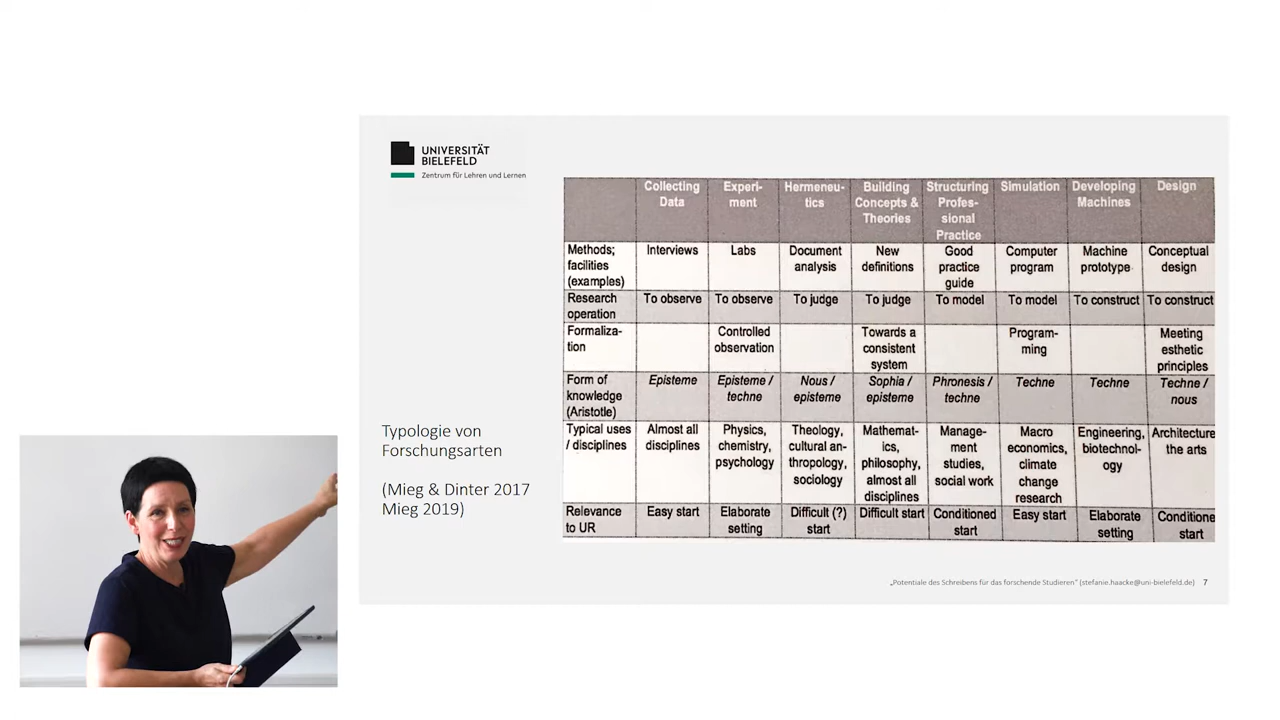 UNIVERSITÄT
BIELEFELD
Zentrum für Lehren und Lernen
Typologie von
Forschungsarten
(Mieg & Dinter 2017
Mieg 2019)
Collecting Data | Experi-ment | Hermeneu-tics | Building Concepts & Theories | Structuring Profes-sional Practice | Simulation | Developing Machines | Design
Methods; facilities (examples) | Interviews | Labs | Document analysis | New definitions | Good practice guide | Computer program | Machine prototype | Conceptual design
Research operation | To observe | To observe | To judge | To judge | To model | To model | To construct | To construct
Formaliza-tion | | Controlled observation | | Towards a consistent system | | Program-ming | | Meeting esthetic principles
Form of knowledge (Aristotle) | Episteme | Episteme / techne | Nous / episteme | Sophia / episteme | Phronesis / techne | Techne | Techne | Techne / nous
Typical uses / disciplines | Almost all disciplines | Physics, chemistry, psychology | Theology, cultural an-thropology, sociology | Mathemat-ics, philosophy, almost all disciplines | Manage-ment studies, social work | Macro economics, climate change research | Engineering, biotechnol-ogy | Architecture the arts
Relevance to UR | Easy start | Elaborate setting | Difficult (?) start | Difficult start | Conditioned start | Easy start | Elaborate setting | Conditione start
„Potentiale des Schreibens für das forschende Studieren" (stefanie.haacke@uni-bielefeld.de) 7